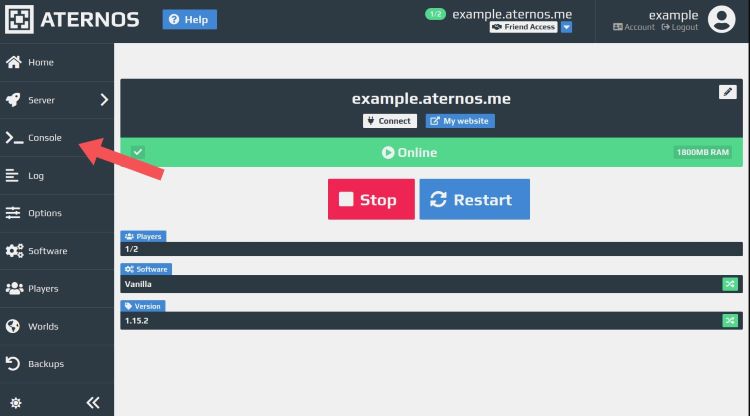 ATERNOS
Help
1/2 example.aternos.me
Friend Access
example
Account Logout
Home
Server
Console
Log
Options
Software
Players
Worlds
Backups
example.aternos.me
Connect
My website
Online
1800MB RAM
Stop
Restart
Players
1/2
Software
Vanilla
Version
1.15.2